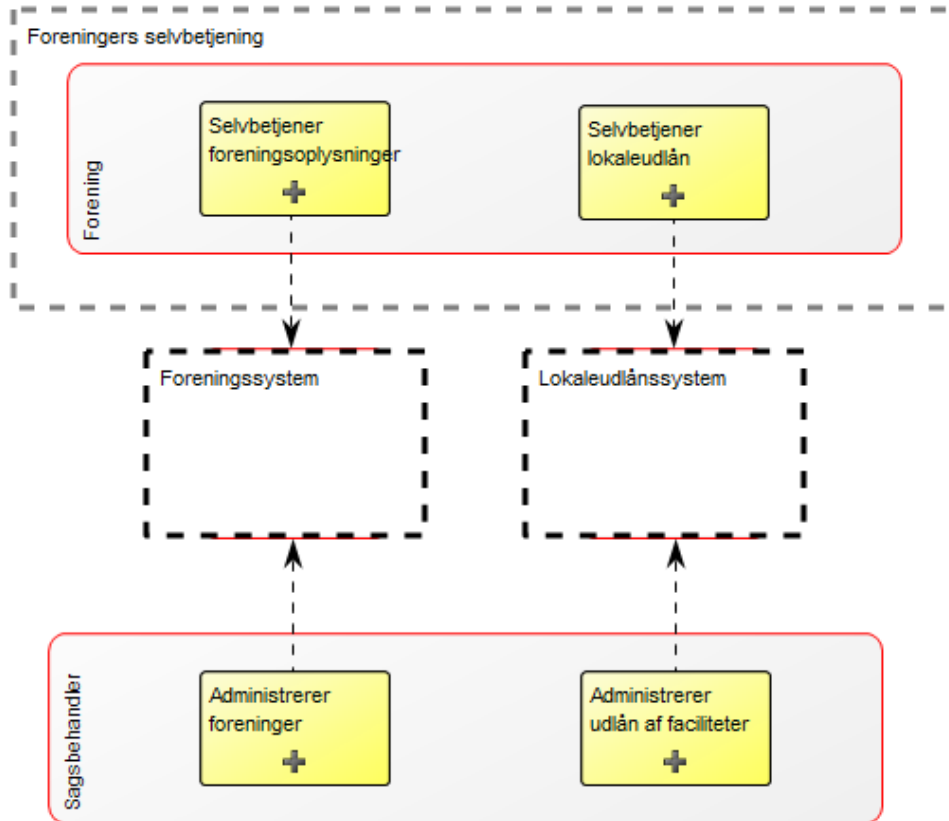 Foreningers selvbetjening
Forening
Selvbetjener
foreningsoplysninger
Selvbetjener
lokaleudlån
Foreningssystem
Lokaleudlånssystem
Sagsbehandler
Administrerer
foreninger
Administrerer
udlån af faciliteter